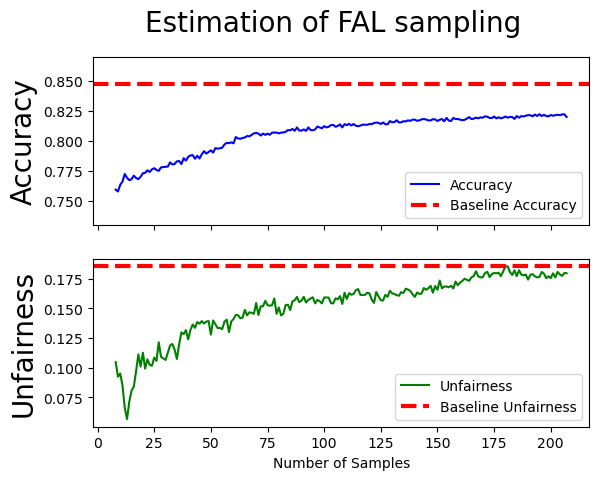 Estimation of FAL sampling
Accuracy
0.850
0.825
0.800
0.775
0.750
Accuracy
Baseline Accuracy
Unfairness
0.175
0.150
0.125
0.100
0.075
Unfairness
Baseline Unfairness
0 25 50 75 100 125 150 175 200
Number of Samples